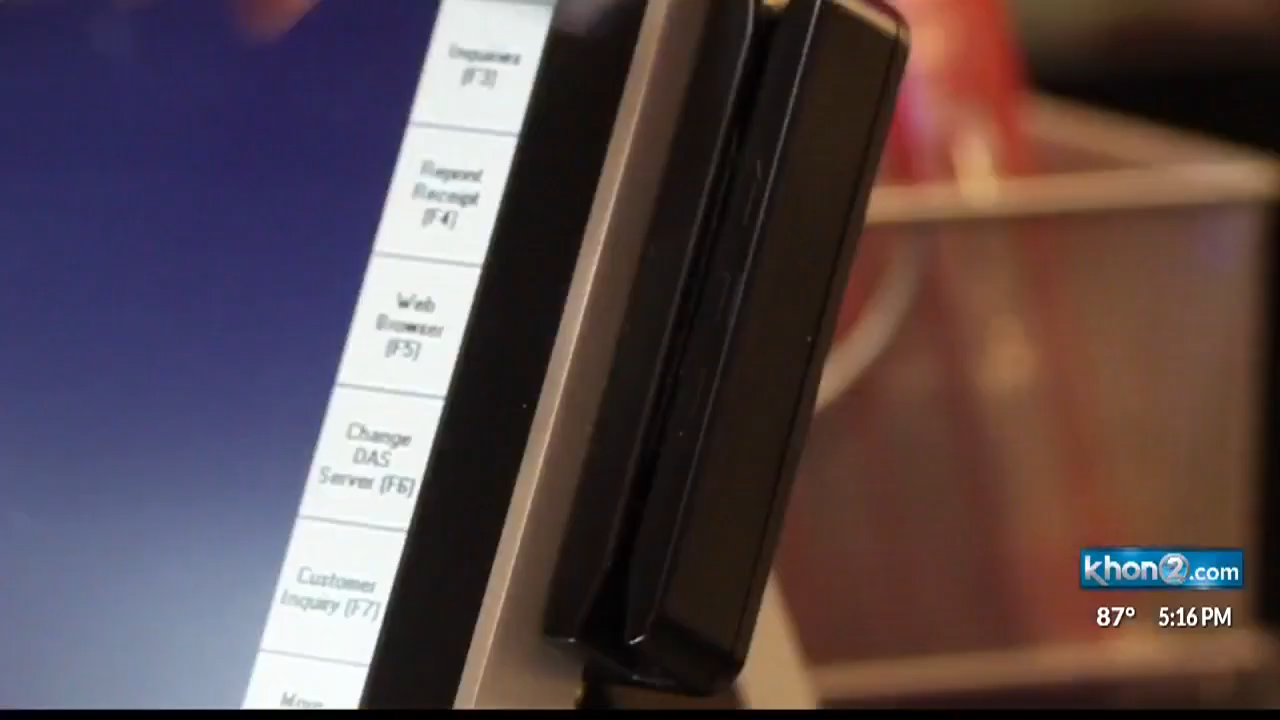 Inquiries
(F3)
Reprint
Receipt
(F4)
Web
Browser
(F5)
Change
DAS
Server (F6)
Customer
Inquiry (F7)
khon2.com
87° 5:16 PM